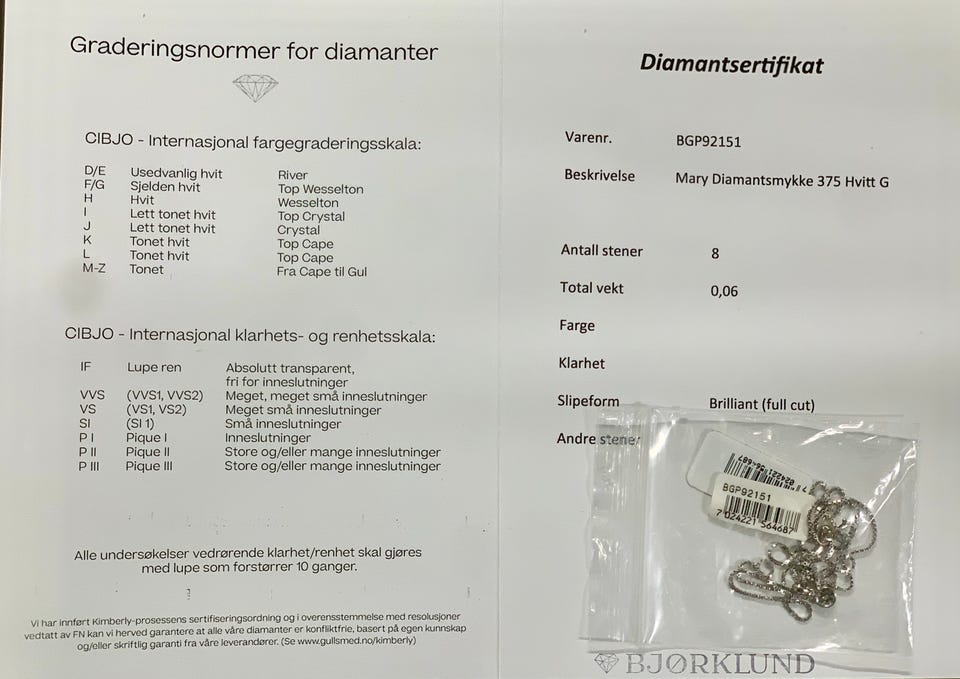 Graderingsnormer for diamanter
CIBJO - Internasjonal fargegraderingsskala:
D/E Usedvanlig hvit River
F/G Sjelden hvit Top Wesselton
H Hvit Wesselton
I Lett tonet hvit Top Crystal
J Lett tonet hvit Crystal
K Tonet hvit Top Cape
L Tonet hvit Top Cape
M-Z Tonet Fra Cape til Gul
CIBJO - Internasjonal klarhets- og renhetsskala:
IF Lupe ren Absolutt transparent,
fri for inneslutninger
VVS (VVS1, VVS2) Meget, meget små inneslutninger
VS (VS1, VS2) Meget små inneslutninger
SI (SI 1) Små inneslutninger
P I Pique I Inneslutninger
P II Pique II Store og/eller mange inneslutninger
P III Pique III Store og/eller mange inneslutninger
Alle undersøkelser vedrørende klarhet/renhet skal gjøres
med lupe som forstørrer 10 ganger.
Vi har innført Kimberly-prosessens sertifiseringsordning og i overensstemmelse med resolusjoner
vedtatt av FN kan vi herved garantere at alle våre diamanter er konfliktfrie, basert på egen kunnskap
og/eller skriftlig garanti fra våre leverandører. (Se www.gullsmed.no/kimberly)
Diamantsertifikat
Varenr. BGP92151
Beskrivelse Mary Diamantsmykke 375 Hvitt G
Antall stener 8
Total vekt 0,06
Farge
Klarhet
Slipeform Brilliant (full cut)
Andre stener
BGP92151
7 024221 564687
BJØRKLUND